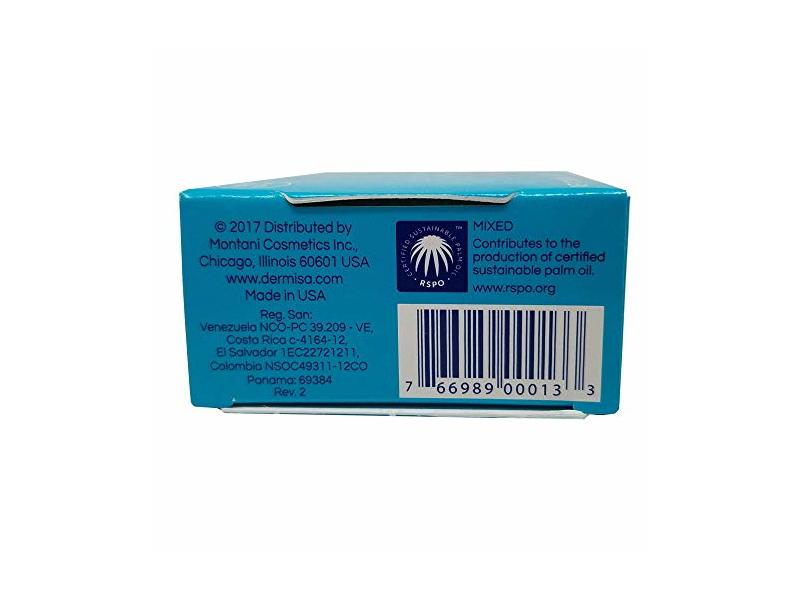 © 2017 Distributed by
Montani Cosmetics Inc.,
Chicago, Illinois 60601 USA
www.dermisa.com
Made in USA
Reg. San:
Venezuela NCO-PC 39.209 - VE,
Costa Rica c-4164-12,
El Salvador 1EC22721211,
Colombia NSOC49311-12CO
Panama: 69384
Rev. 2
CERTIFIED SUSTAINABLE PALM OIL
· RSPO ·
TM
MIXED
Contributes to the
production of certified
sustainable palm oil.
www.rspo.org
7 66989 00013 3